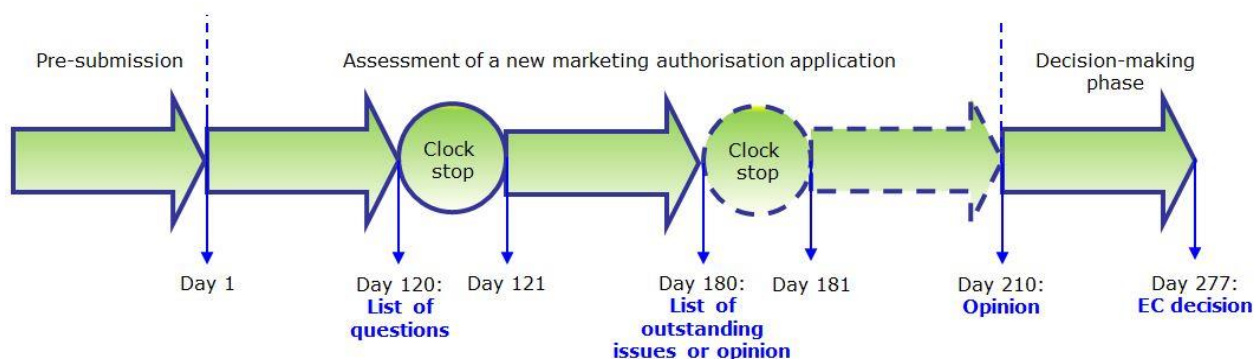 Pre-submission
Assessment of a new marketing authorisation application
Decision-making
phase
Clock
stop
Clock
stop
Day 1
Day 120:
List of
questions
Day 121
Day 180:
List of
outstanding
issues or opinion
Day 181
Day 210:
Opinion
Day 277:
EC decision